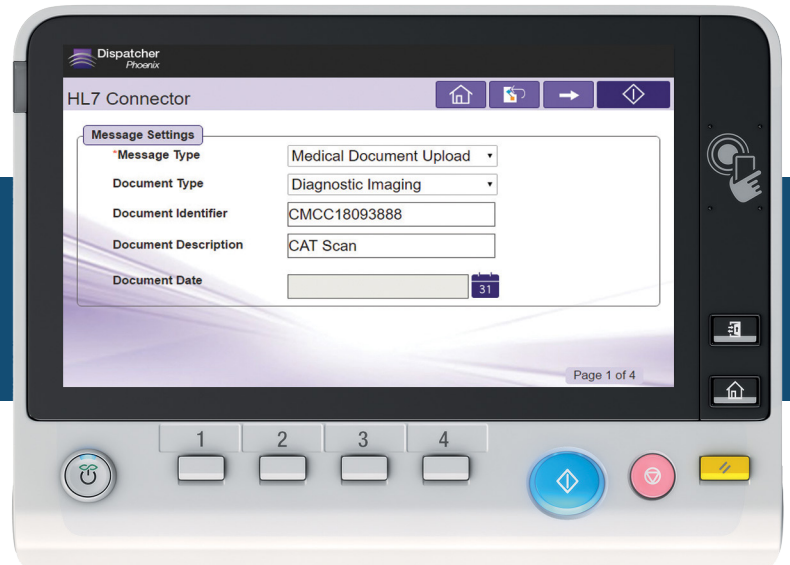 Dispatcher
Phoenix
HL7 Connector
Message Settings
*Message Type Medical Document Upload
Document Type Diagnostic Imaging
Document Identifier CMCC18093888
Document Description CAT Scan
Document Date 31
Page 1 of 4
1 2 3 4